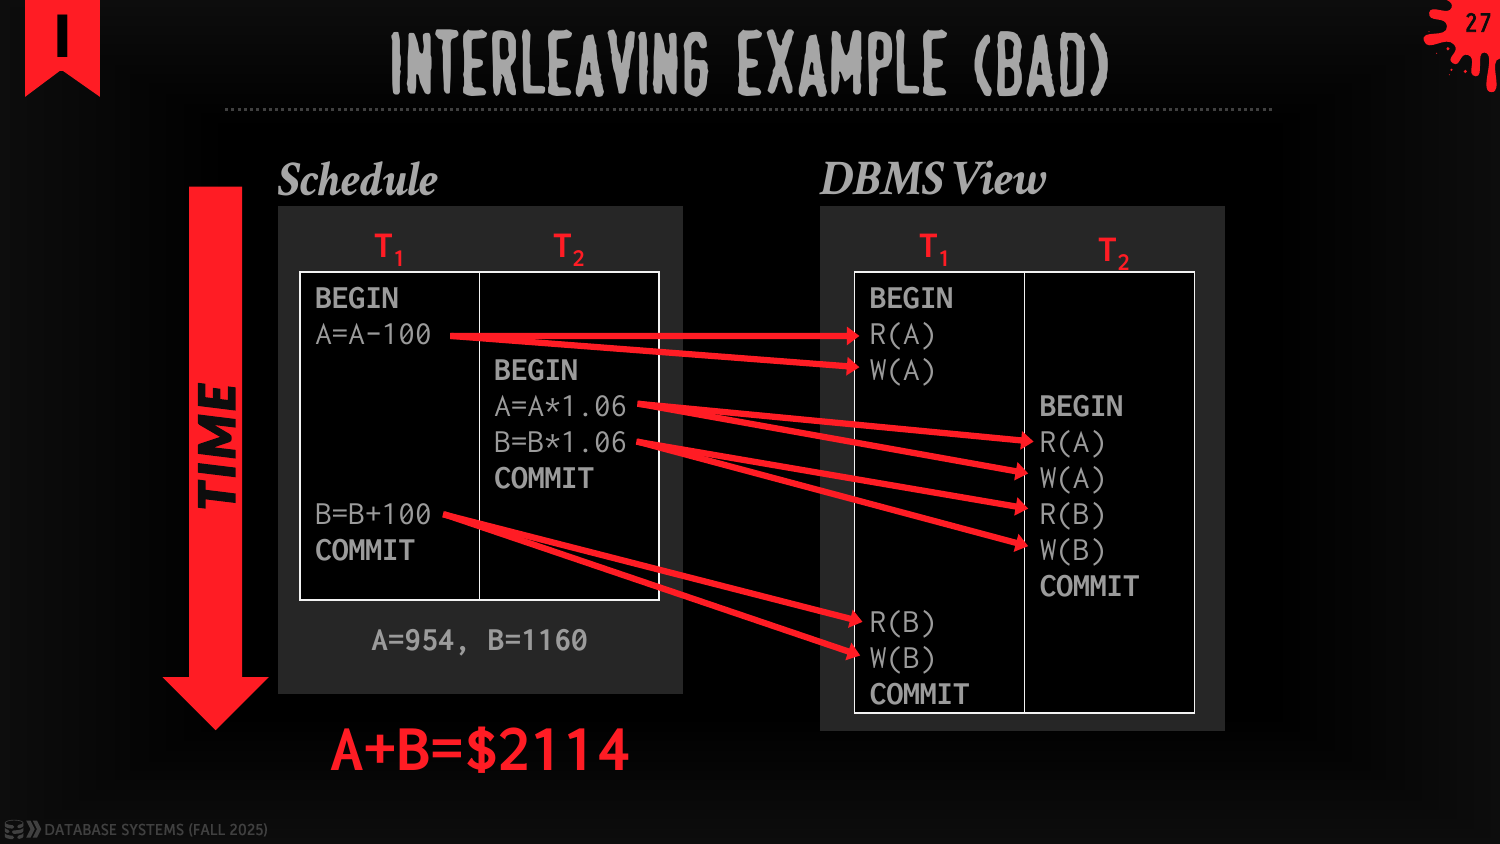 I
27
INTERLEAVING EXAMPLE (BAD)
Schedule
DBMS View
TIME
T1
T2
BEGIN
A=A-100
BEGIN
A=A*1.06
B=B*1.06
COMMIT
B=B+100
COMMIT
A=954, B=1160
A+B=$2114
T1
T2
BEGIN
R(A)
W(A)
BEGIN
R(A)
W(A)
R(B)
W(B)
COMMIT
R(B)
W(B)
COMMIT
DATABASE SYSTEMS (FALL 2025)